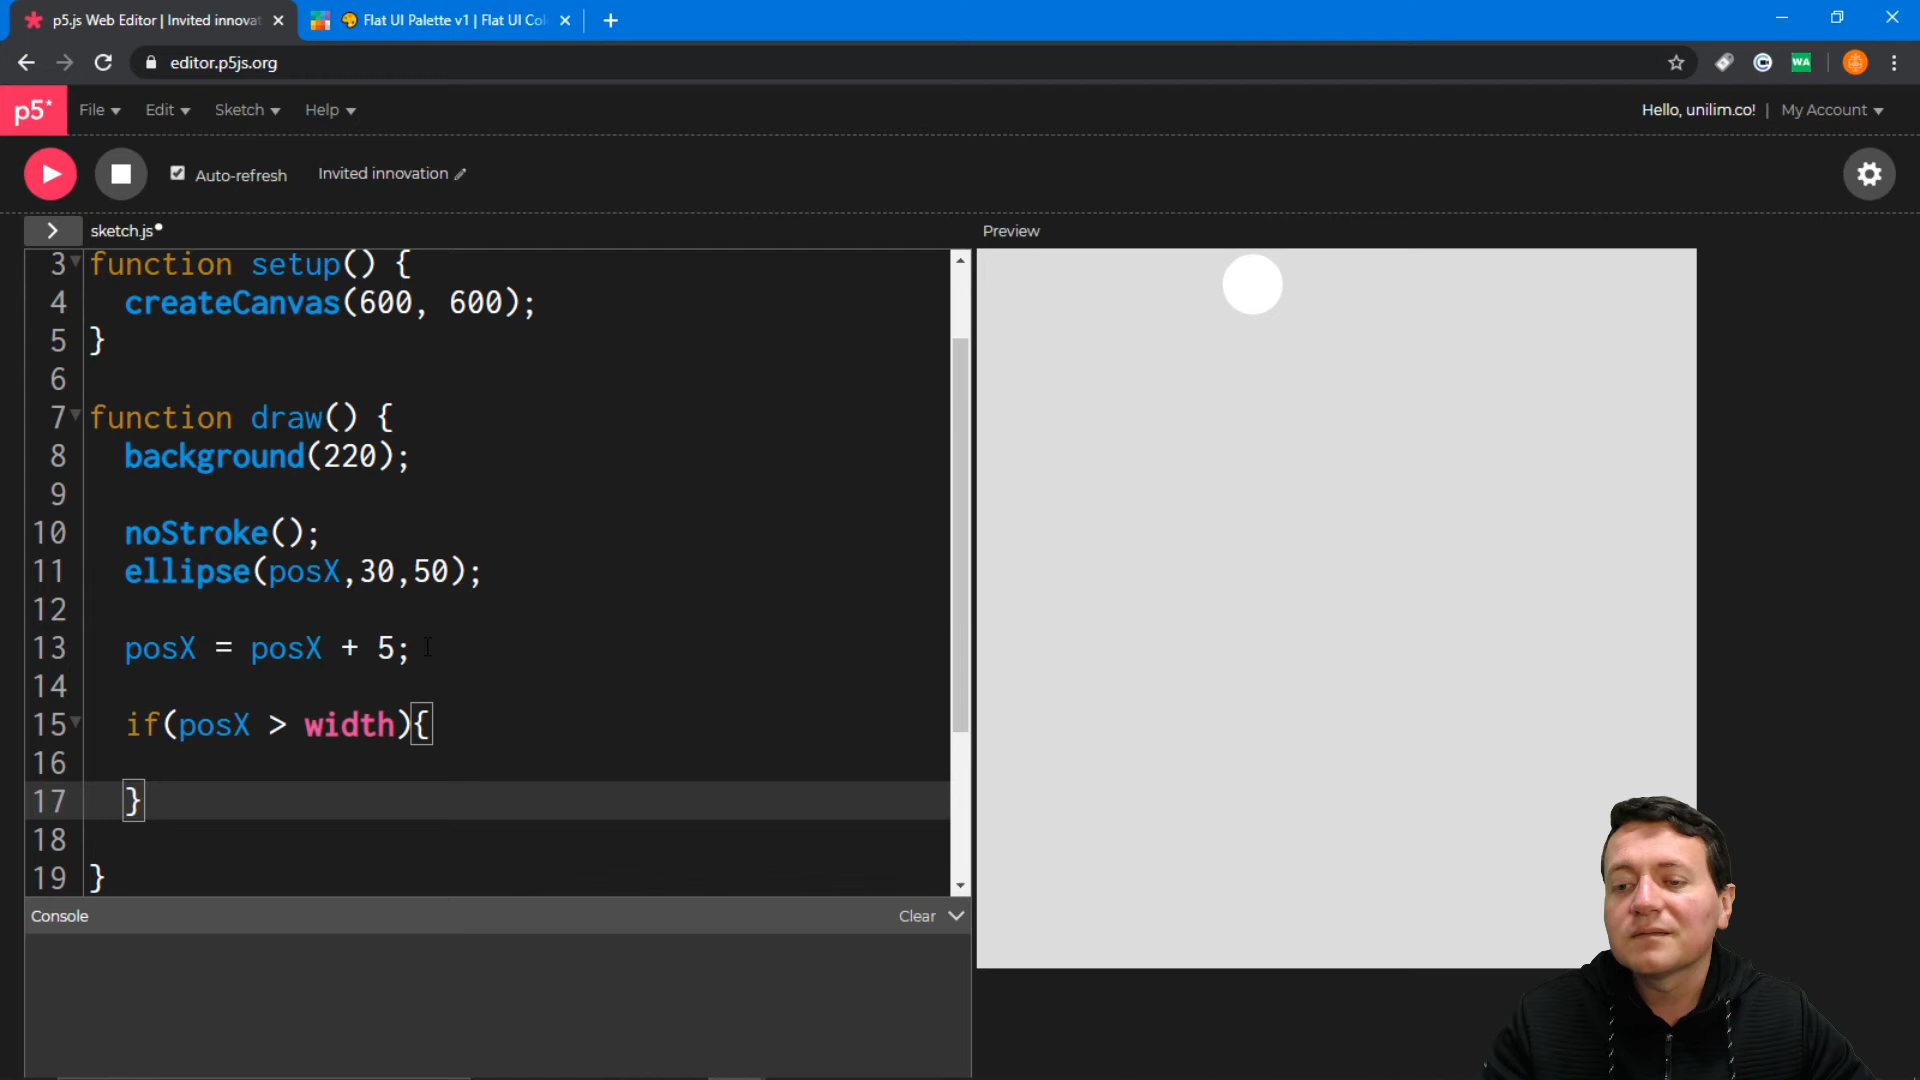 p5.js Web Editor | Invited innova
Flat UI Palette v1 | Flat UI Col
editor.p5js.org
WA
p5* File Edit Sketch Help
Hello, unilim.co! | My Account
Auto-refresh
Invited innovation
sketch.js
Preview
3 function setup() {
4 createCanvas(600, 600);
5 }
6
7 function draw() {
8 background(220);
9
10 noStroke();
11 ellipse(posX,30,50);
12
13 posX = posX + 5;
14
15 if(posX > width){
16
17 }
18
19 }
Console
Clear